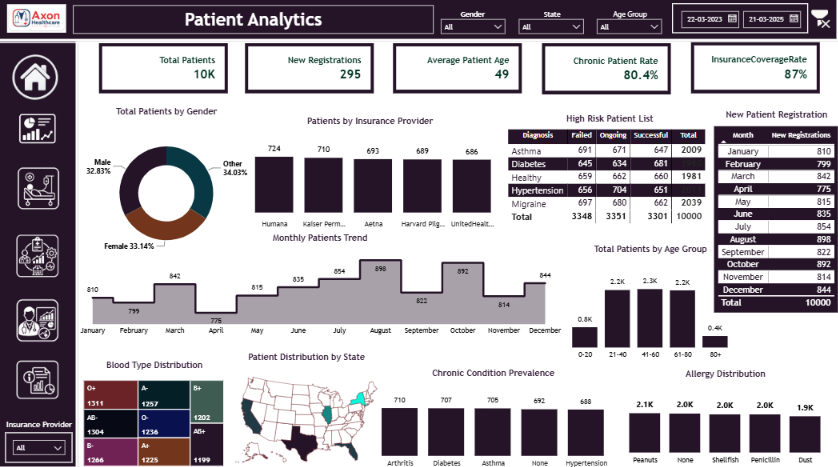 Axon
Healthcare
Patient Analytics
Gender
All
State
All
Age Group
All
22-03-2023
21-03-2025
Total Patients
10K
New Registrations
295
Average Patient Age
49
Chronic Patient Rate
80.4%
InsuranceCoverageRate
87%
Total Patients by Gender
Male
32.83%
Other
34.03%
Female 33.14%
Patients by Insurance Provider
724 710 693 689 686
Humana Kaiser Perm... Aetna Harvard Pilg... UnitedHealt...
High Risk Patient List
Diagnosis Failed Ongoing Successful Total
Asthma 691 671 647 2009
Diabetes 645 634 681
Healthy 659 662 660 1981
Hypertension 656 704 651
Migraine 697 680 662 2039
Total 3348 3351 3301 10000
New Patient Registration
Month New Registrations
January 810
February 799
March 842
April 775
May 815
June 835
July 854
August 898
September 822
October 892
November 814
December 844
Total 10000
Monthly Patients Trend
810 799 842 775 815 835 854 898 822 892 814 844
January February March April May June July August September October November December
Total Patients by Age Group
0.8K 2.2K 2.3K 2.2K 0.4K
0-20 21-40 41-60 61-80 80+
Blood Type Distribution
O+
1311
A-
1257
B+
1202
AB-
1304
O-
1236
AB+
1199
B-
1266
A+
1225
Patient Distribution by State
Chronic Condition Prevalence
710 707 705 692 688
Arthritis Diabetes Asthma None Hypertension
Allergy Distribution
2.1K 2.0K 2.0K 2.0K 1.9K
Peanuts None Shellfish Penicillin Dust
Insurance Provider
All